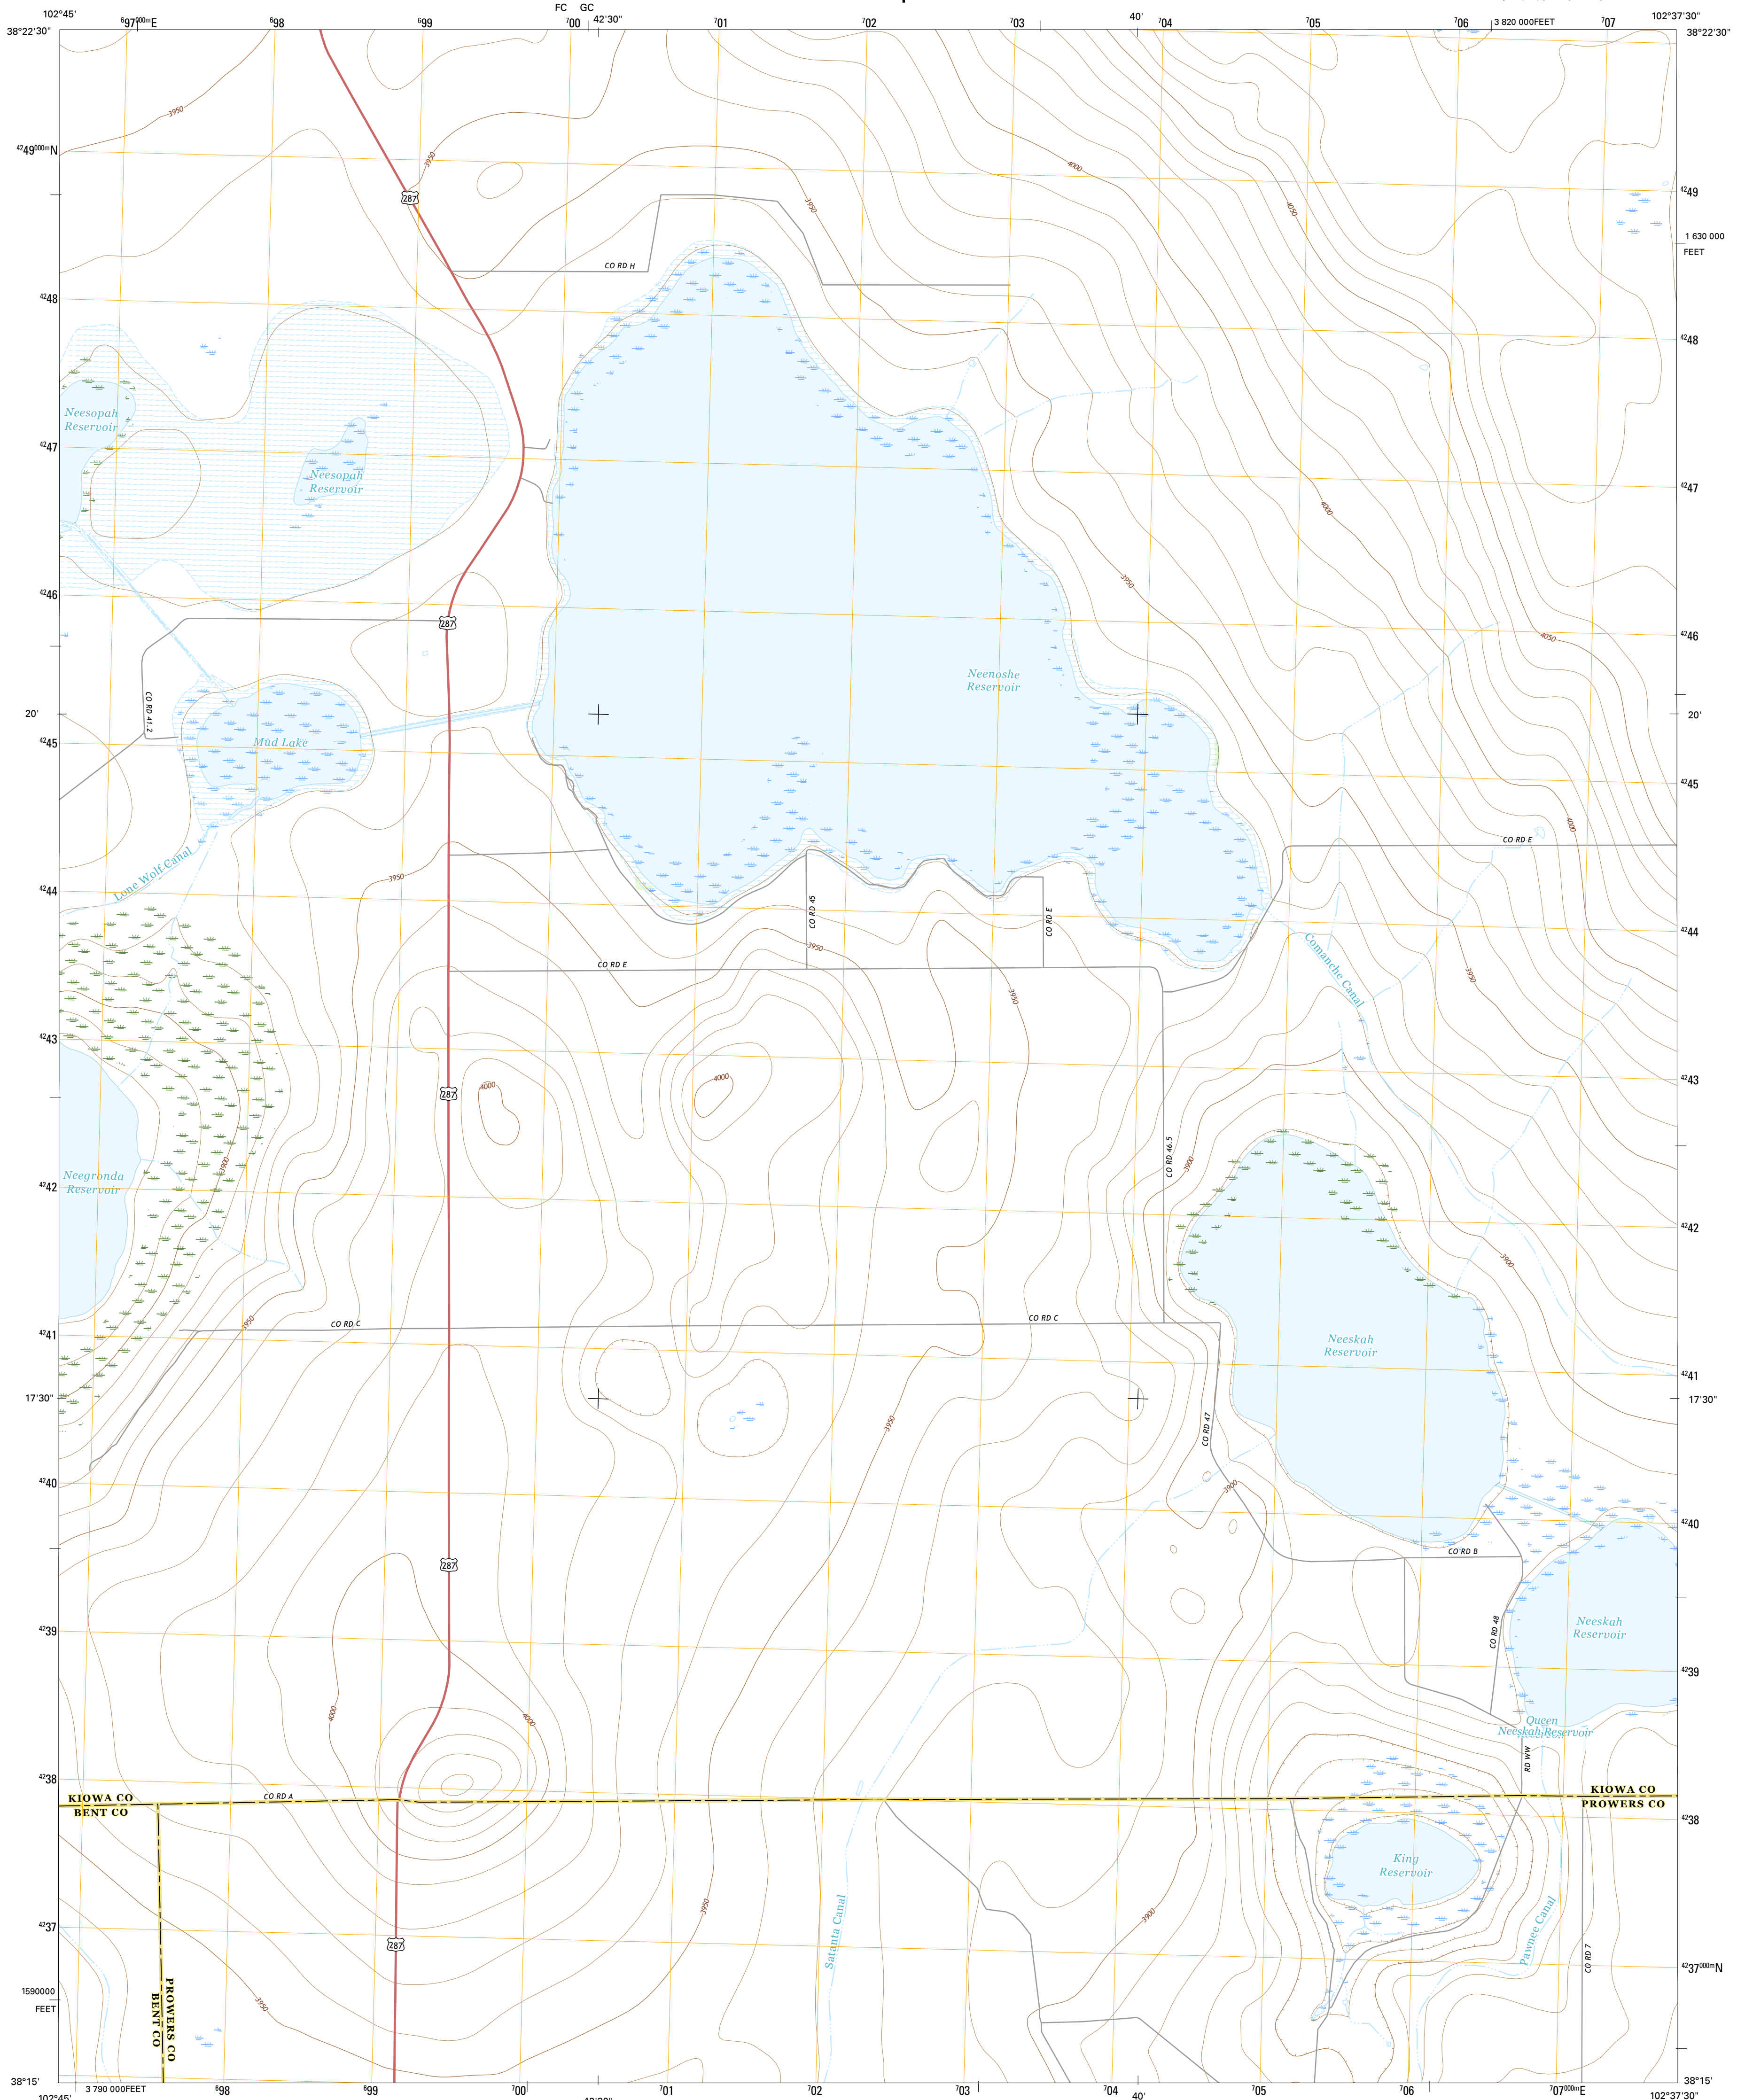 FC GC
102°45'
⁶97⁰⁰⁰ᵐE
⁶98
⁶99
⁷00
42'30"
⁷01
⁷02
⁷03
40'
⁷04
⁷05
⁷06
3 820 000FEET
⁷07
102°37'30"
38°22'30"
38°22'30"
3950
⁴²49⁰⁰⁰ᵐN
3950
4000
287
3950
4050
⁴²49
1 630 000
FEET
CO RD H
⁴²48
⁴²48
Neesopah
Reservoir
⁴²47
Neesopah
Reservoir
⁴²47
4000
3950
⁴²46
287
4050
⁴²46
Neenoshe
Reservoir
CO RD 41.2
20'
20'
⁴²45
Mud Lake
⁴²45
4000
CO RD E
Lone Wolf Canal
3950
⁴²44
CO RD 45
CO RD E
⁴²44
3950
Comanche Canal
CO RD E
3950
3950
⁴²43
4000
4000
287
⁴²43
CO RD 46.5
3900
3900
Neegronda
Reservoir
⁴²42
⁴²42
3900
3950
CO RD C
CO RD C
⁴²41
Neeskah
Reservoir
⁴²41
17'30"
17'30"
3950
CO RD 47
⁴²40
3900
⁴²40
287
CO RD B
⁴²39
CO RD 48
Neeskah
Reservoir
⁴²39
4000
4000
Queen
Neeskah Reservoir
RD WW
⁴²38
KIOWA CO
BENT CO
CO RD A
KIOWA CO
PROWERS CO
⁴²38
King
Reservoir
3950
3900
Satanta Canal
Pawnee Canal
⁴²37
287
CO RD 7
⁴²37⁰⁰⁰ᵐN
1590000
FEET
3950
PROWERS CO
BENT CO
38°15'
38°15'
3 790 000FEET
102°45'
⁶98
⁶99
⁷00
42'30"
⁷01
⁷02
⁷03
⁷04
40'
⁷05
⁷06
⁷07⁰⁰⁰ᵐE
102°37'30"